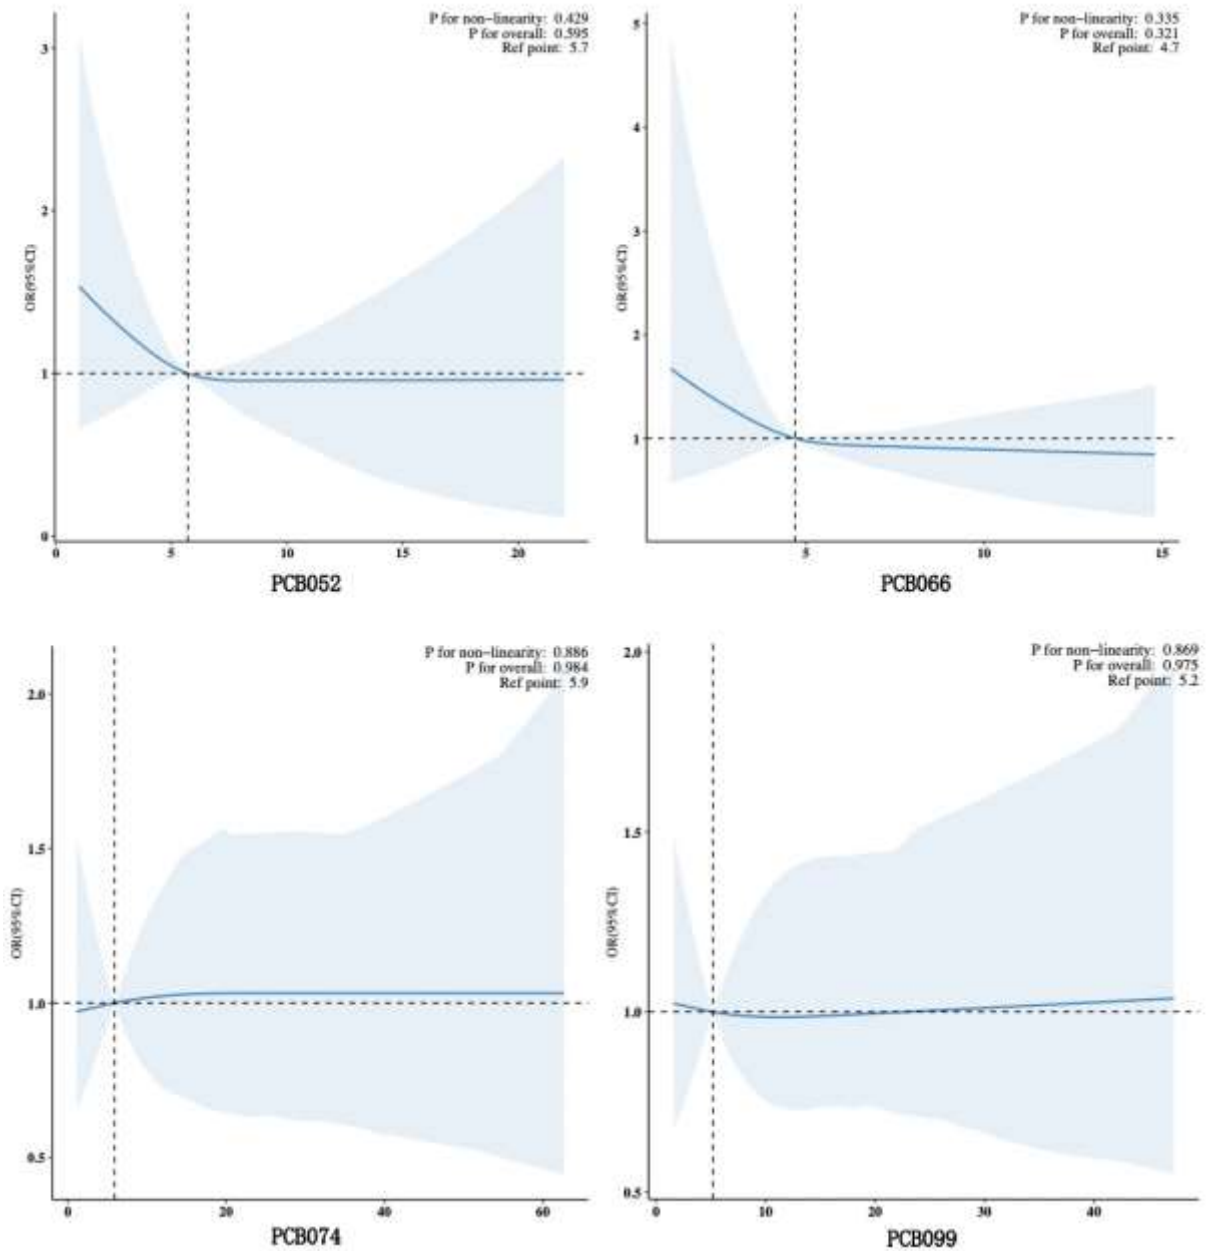 P for non-linearity: 0.429
P for overall: 0.595
Ref point: 5.7
3
2
1
0
OR(95%CI)
0 5 10 15 20
PCB052
P for non-linearity: 0.335
P for overall: 0.321
Ref point: 4.7
5
4
3
2
1
OR(95%CI)
5 10 15
PCB066
P for non-linearity: 0.886
P for overall: 0.984
Ref point: 5.9
2.0
1.5
1.0
0.5
OR(95%CI)
0 20 40 60
PCB074
P for non-linearity: 0.869
P for overall: 0.975
Ref point: 5.2
2.0
1.5
1.0
0.5
OR(95%CI)
0 10 20 30 40
PCB099